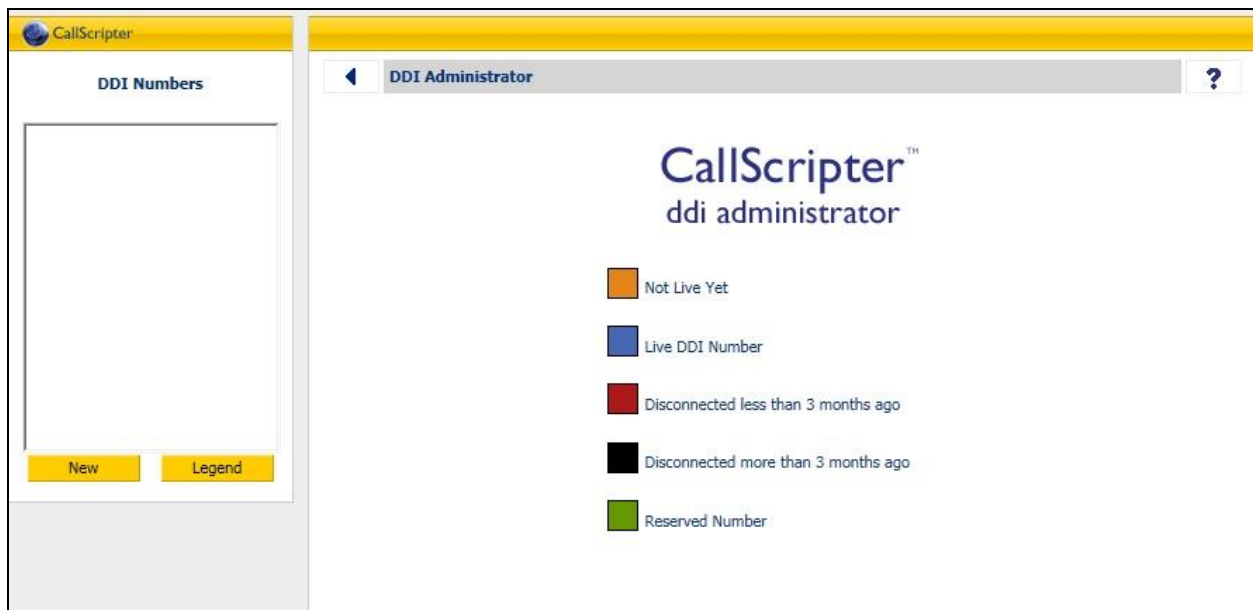 CallScripter
DDI Numbers
New
Legend
DDI Administrator
?
CallScripter™
ddi administrator
Not Live Yet
Live DDI Number
Disconnected less than 3 months ago
Disconnected more than 3 months ago
Reserved Number